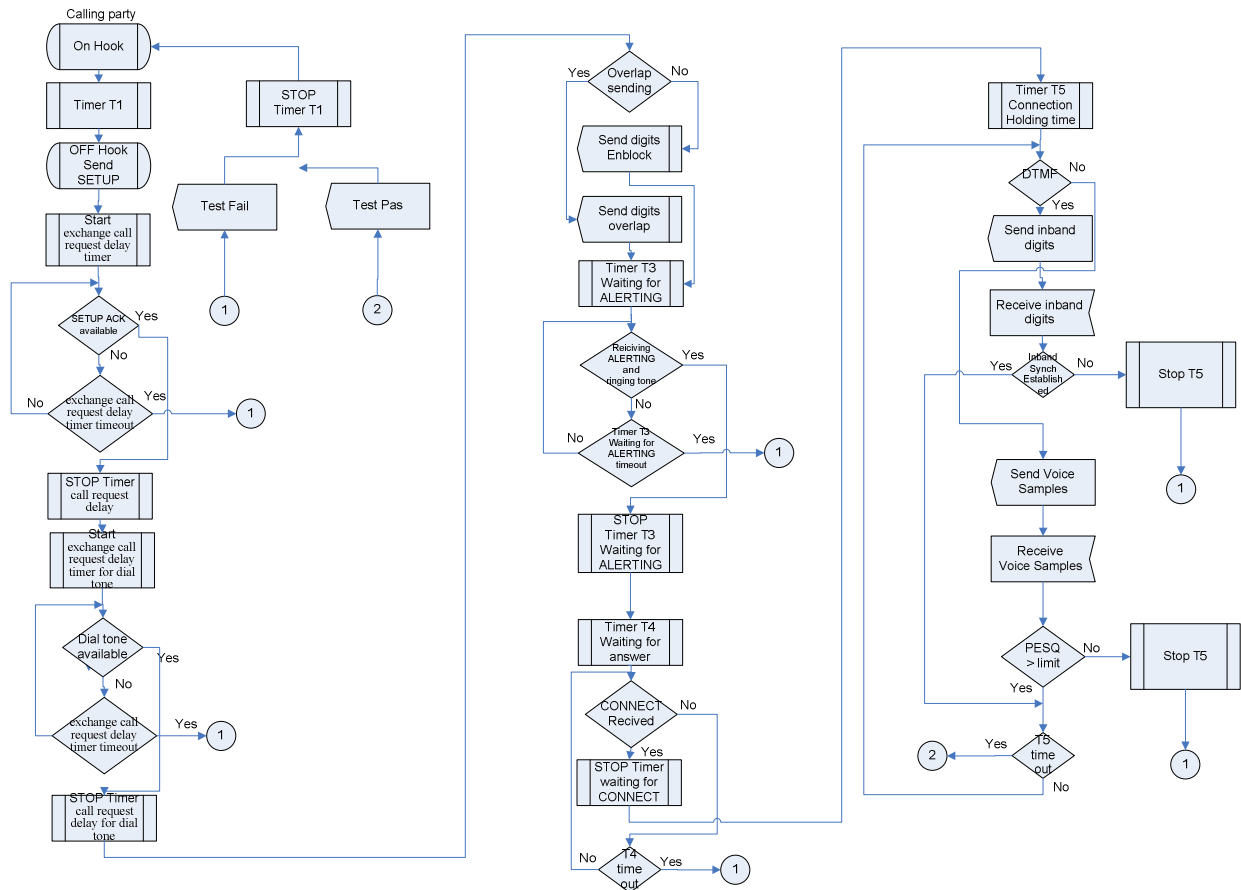 Calling party
On Hook
Timer T1
OFF Hook
Send
SETUP
Start
exchange call
request delay
timer
SETUP ACK
available
Yes
No
exchange call
request delay
timer timeout
No
Yes
1
STOP Timer
call request
delay
Start
exchange call
request delay
timer for dial
tone
Dial tone
available
Yes
No
exchange call
request delay
timer timeout
Yes
1
STOP Timer
call request
delay for dial
tone
STOP
Timer T1
Test Fail
Test Pas
1
2
Overlap
sending
Yes
No
Send digits
Enblock
Send digits
overlap
Timer T3
Waiting for
ALERTING
Reiciving
ALERTING
and
ringing tone
Yes
No
Timer T3
Waiting for
ALERTING
timeout
No
Yes
1
STOP
Timer T3
Waiting for
ALERTING
Timer T4
Waiting for
answer
CONNECT
Recived
No
Yes
STOP Timer
waiting for
CONNECT
T4
time
out
No
Yes
1
Timer T5
Connection
Holding time
DTMF
No
Yes
Send inband
digits
Receive inband
digits
Inband
Synch
Establish
ed
Yes
No
Stop T5
1
Send Voice
Samples
Receive
Voice Samples
PESQ
> limit
No
Yes
Stop T5
1
T5
time
out
Yes
2
No